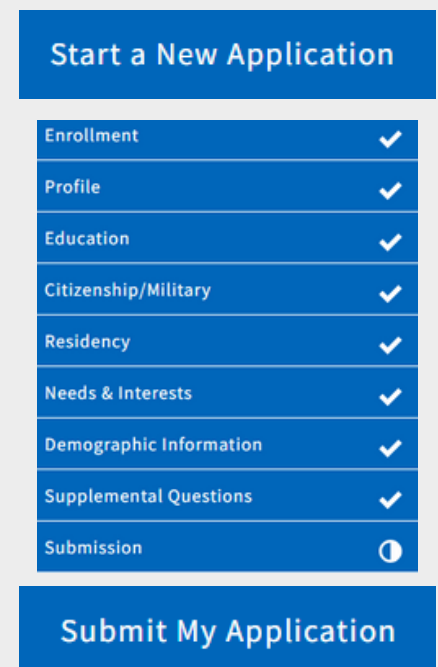 Start a New Application
Enrollment
Profile
Education
Citizenship/Military
Residency
Needs & Interests
Demographic Information
Supplemental Questions
Submission
Submit My Application